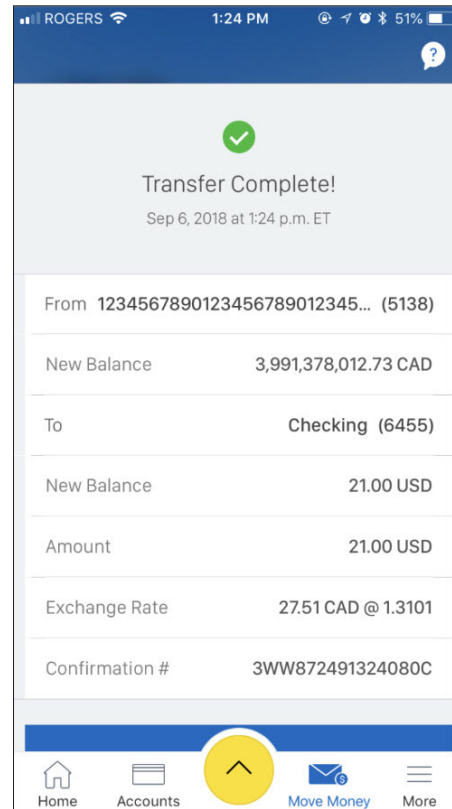 ROGERS 1:24 PM 51%
?
Transfer Complete!
Sep 6, 2018 at 1:24 p.m. ET
From 1234567890123456789012345... (5138)
New Balance 3,991,378,012.73 CAD
To Checking (6455)
New Balance 21.00 USD
Amount 21.00 USD
Exchange Rate 27.51 CAD @ 1.3101
Confirmation # 3WW872491324080C
$
Home Accounts Move Money More